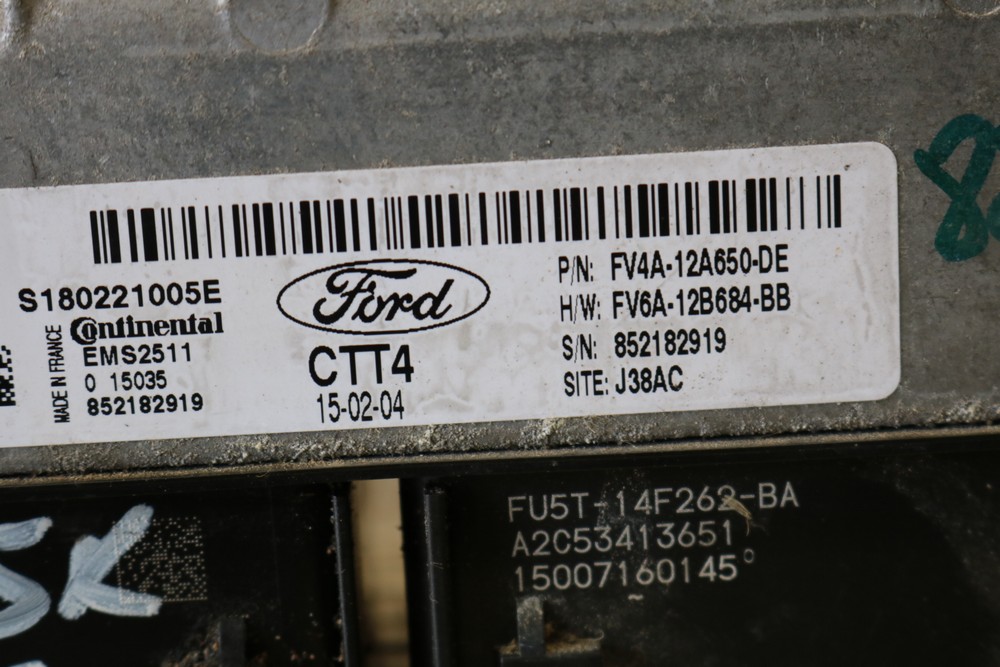 S180221005E
Continental
MADE IN FRANCE
EMS2511
0 15035
852182919
Ford
CTT4
15-02-04
P/N: FV4A-12A650-DE
H/W: FV6A-12B684-BB
S/N: 852182919
SITE: J38AC
FU5T-14F262-BA
A2C53413651
15007160145°